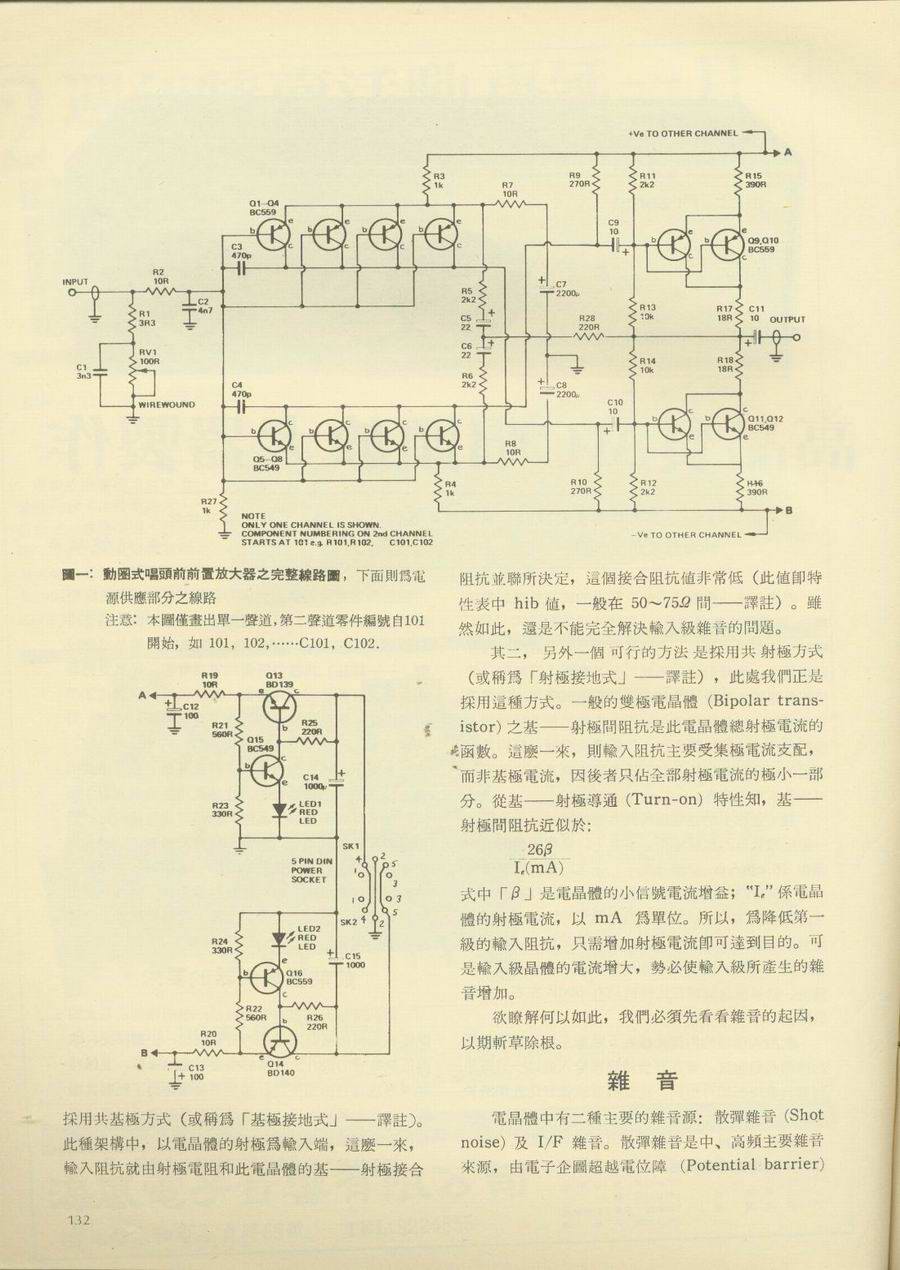 +Ve TO OTHER CHANNEL
A
R3
1k
R7
10R
R9
270R
R11
2k2
R15
390R
Q1-Q4
BC559
C9
10
Q9,Q10
BC559
C3
470p
INPUT
R2
10R
C2
4n7
R1
3R3
R5
2k2
C5
22
C6
22
R6
2k2
C7
2200µ
R28
220R
R13
10k
R17
18R
C11
10
OUTPUT
RV1
100R
C1
3n3
WIREWOUND
R14
10k
R18
18R
C4
470p
C8
2200µ
C10
10
Q11,Q12
BC549
Q5-Q8
BC549
R8
10R
R4
1k
R10
270R
R12
2k2
R16
390R
R27
1k
B
NOTE
ONLY ONE CHANNEL IS SHOWN.
COMPONENT NUMBERING ON 2nd CHANNEL
STARTS AT 101 e.g. R101,R102, C101,C102
-Ve TO OTHER CHANNEL
圖一：動圈式唱頭前前置放大器之完整線路圖，下面則爲電
源供應部分之線路
注意：本圖僅畫出單一聲道，第二聲道零件編號自101
開始，如 101, 102,……C101, C102.
R19
10R
Q13
BD139
A
C12
100
R21
560R
Q15
BC549
R25
220R
C14
1000µ
R23
330R
LED1
RED
LED
SK1
5 PIN DIN
POWER
SOCKET
SK2
R24
330R
LED2
RED
LED
C15
1000
Q16
BC559
R22
560R
R26
220R
R20
10R
B
C13
100
Q14
BD140
採用共基極方式（或稱爲「基極接地式」——譯註）。
此種架構中，以電晶體的射極爲輸入端，這麼一來，
輸入阻抗就由射極電阻和此電晶體的基——射極接合
阻抗並聯所決定，這個接合阻抗値非常低（此値卽特
性表中 hib 値，一般在 50～75Ω 間——譯註）。雖
然如此，還是不能完全解決輸入級雜音的問題。
其二， 另外一個 可行的方法 是採用共 射極方式
（或稱爲「射極接地式」——譯註），此處我們正是
採用這種方式。一般的雙極電晶體（Bipolar trans-
istor）之基——射極間阻抗是此電晶體總射極電流的
函數。這麼一來，則輸入阻抗主要受集極電流支配，
而非基極電流，因後者只佔全部射極電流的極小一部
分。從基——射極導通（Turn-on）特性知，基——
射極間阻抗近似於：
26β
Iₑ(mA)
式中「β」是電晶體的小信號電流增益；“Iₑ”係電晶
體的射極電流，以 mA 爲單位。所以，爲降低第一
級的輸入阻抗，只需增加射極電流卽可達到目的。可
是輸入級晶體的電流增大，勢必使輸入級所產生的雜
音增加。
欲瞭解何以如此，我們必須先看看雜音的起因，
以期斬草除根。
雜 音
電晶體中有二種主要的雜音源：散彈雜音（Shot
noise）及 I/F 雜音。散彈雜音是中、高頻主要雜音
來源，由電子企圖超越電位障（Potential barrier）
132